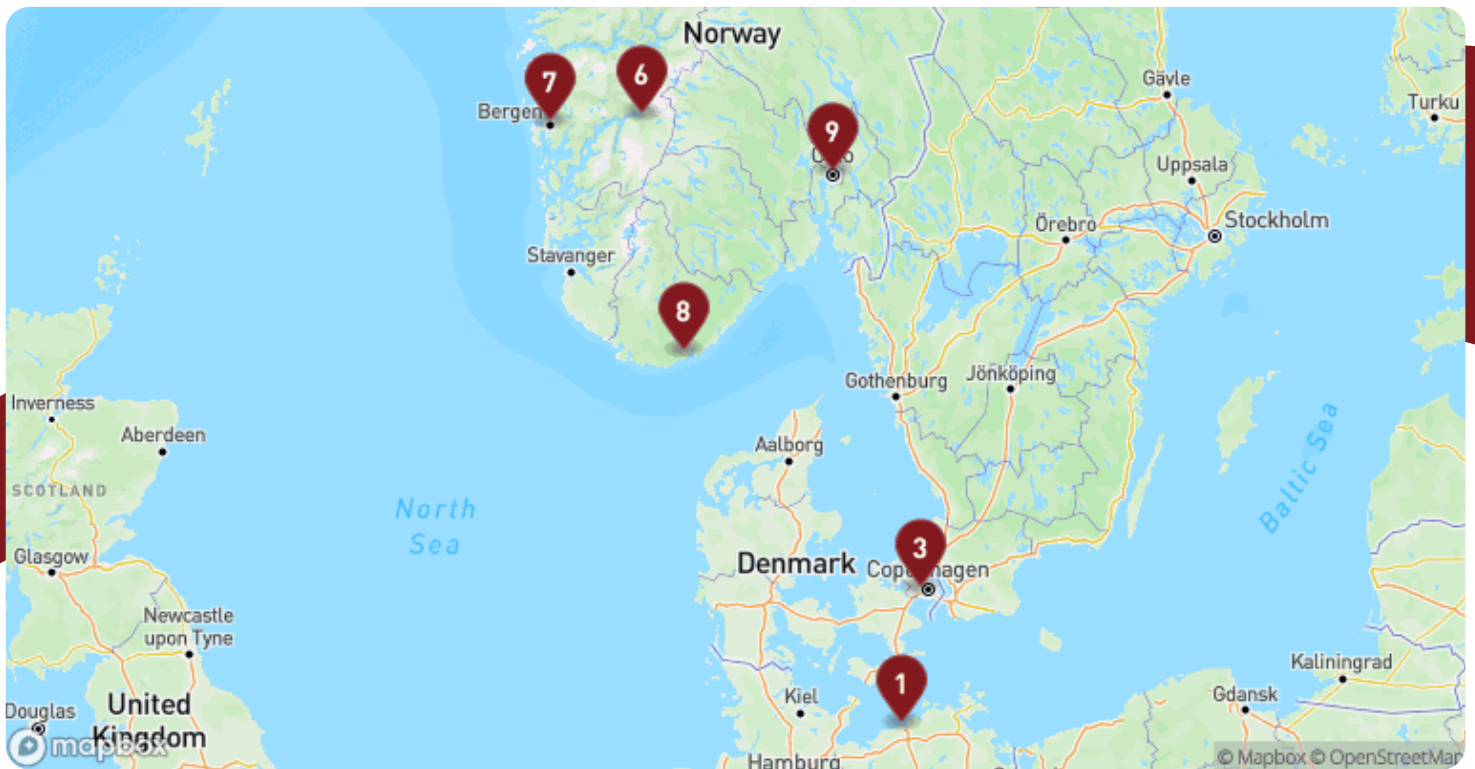 Norway
7
6
Bergen
9
Gävle
Turku
Uppsala
Örebro
Stockholm
Stavanger
8
Gothenburg
Jönköping
Inverness
Aberdeen
Aalborg
SCOTLAND
North
Sea
Baltic Sea
Glasgow
3
Denmark
Newcastle
upon Tyne
Kaliningrad
1
Kiel
Gdansk
United
Kingdom
Douglas
mapbox
Hamburg
© Mapbox © OpenStreetMap